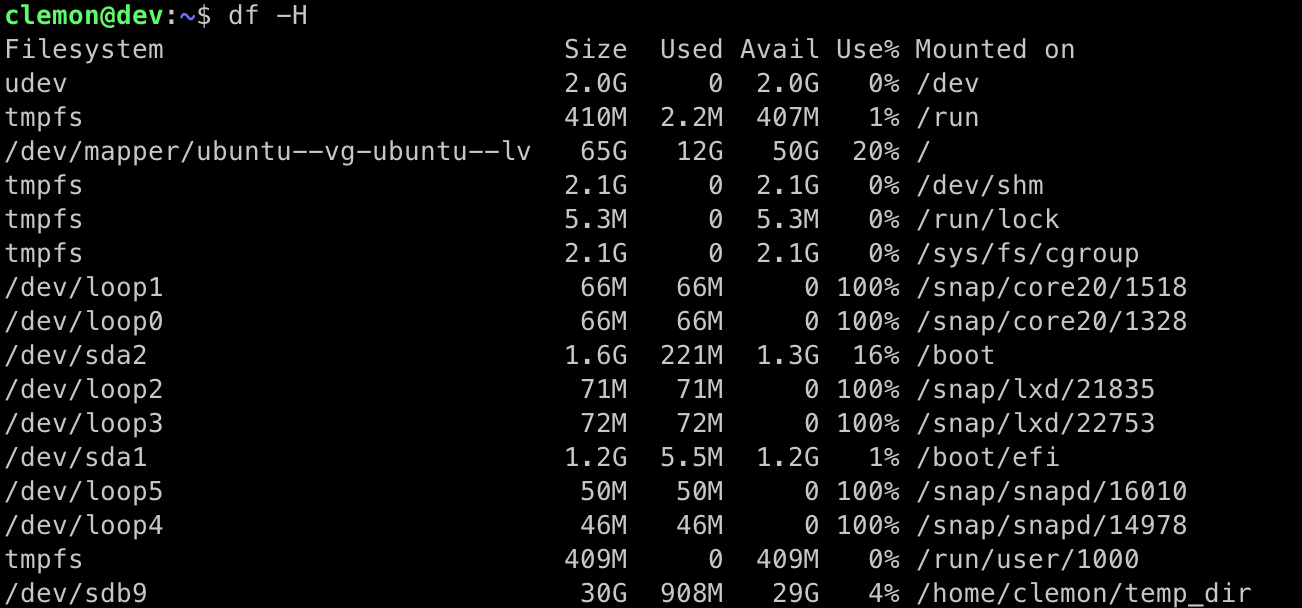 clemon@dev:~$ df -H
Filesystem                         Size  Used Avail Use% Mounted on
udev                               2.0G     0  2.0G   0% /dev
tmpfs                              410M  2.2M  407M   1% /run
/dev/mapper/ubuntu--vg-ubuntu--lv   65G   12G   50G  20% /
tmpfs                              2.1G     0  2.1G   0% /dev/shm
tmpfs                              5.3M     0  5.3M   0% /run/lock
tmpfs                              2.1G     0  2.1G   0% /sys/fs/cgroup
/dev/loop1                          66M   66M     0 100% /snap/core20/1518
/dev/loop0                          66M   66M     0 100% /snap/core20/1328
/dev/sda2                          1.6G  221M  1.3G  16% /boot
/dev/loop2                          71M   71M     0 100% /snap/lxd/21835
/dev/loop3                          72M   72M     0 100% /snap/lxd/22753
/dev/sda1                          1.2G  5.5M  1.2G   1% /boot/efi
/dev/loop5                          50M   50M     0 100% /snap/snapd/16010
/dev/loop4                          46M   46M     0 100% /snap/snapd/14978
tmpfs                              409M     0  409M   0% /run/user/1000
/dev/sdb9                           30G  908M   29G   4% /home/clemon/temp_dir